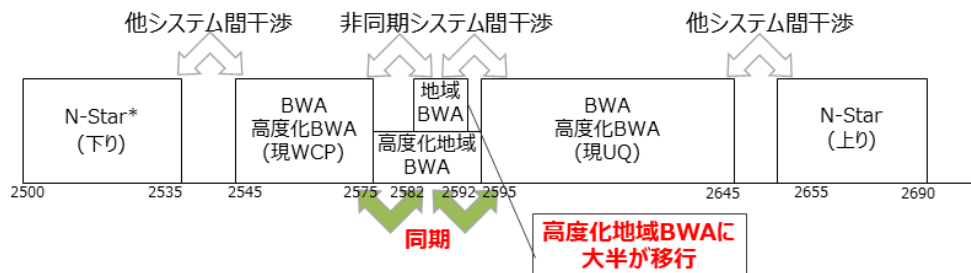 他システム間干渉
非同期システム間干渉
他システム間干渉
N-Star*
(下り)
BWA
高度化BWA
(現WCP)
地域
BWA
高度化地域
BWA
BWA
高度化BWA
(現UQ)
N-Star
(上り)
2500
2535
2545
2575
2582
2592
2595
2645
2655
2690
同期
高度化地域BWAに
大半が移行